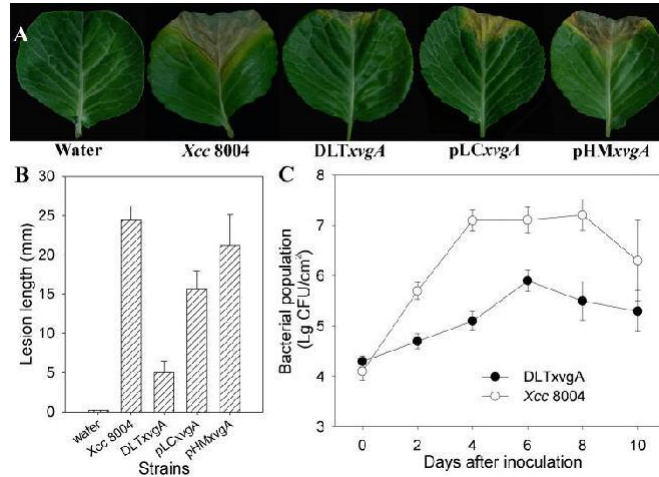 A
Water
Xcc 8004
DLTxvgA
pLCxvgA
pHMxvgA
B
30
25
20
15
10
5
0
Lesion length (mm)
water
Xcc 8004
DLTxvgA
pLCxvgA
pHMxvgA
Strains
C
8
7
6
5
4
3
Bacterial population
(Lg CFU/cm²)
DLTxvgA
Xcc 8004
0 2 4 6 8 10
Days after inoculation